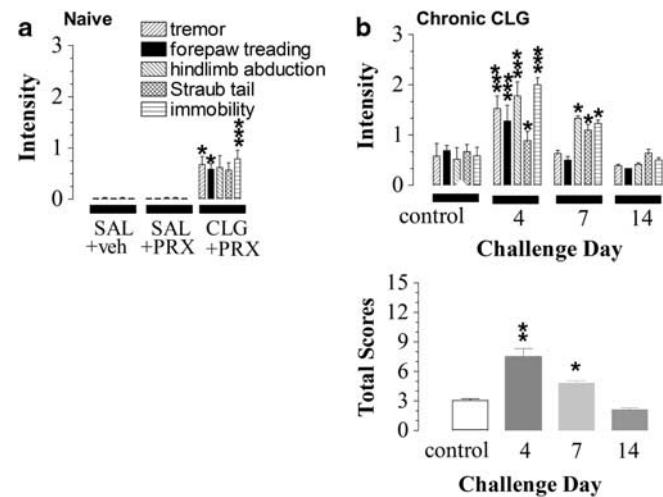 a Naive
tremor
forepaw treading
hindlimb abduction
Straub tail
immobility
Intensity
3
2
1
0
* * ***
SAL +veh
SAL +PRX
CLG +PRX
b Chronic CLG
Intensity
3
2
1
0
*** *** *** * ***
* * *
control 4 7 14
Challenge Day
Total Scores
15
12
9
6
3
0
** *
control 4 7 14
Challenge Day